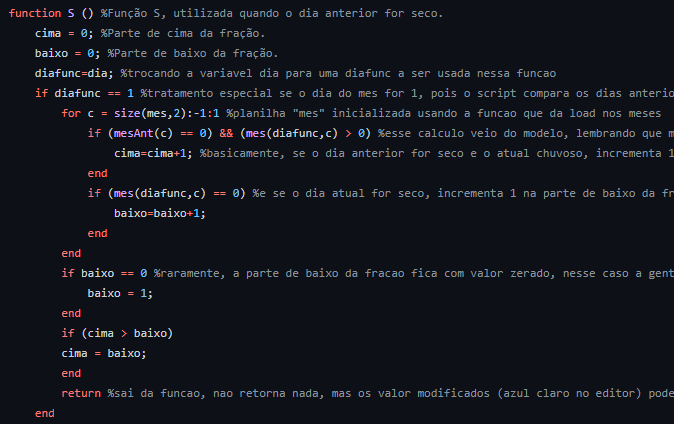 function S () %Função S, utilizada quando o dia anterior for seco.
cima = 0; %Parte de cima da fração.
baixo = 0; %Parte de baixo da fração.
diafunc=dia; %trocando a variavel dia para uma diafunc a ser usada nessa funcao
if diafunc == 1 %tratamento especial se o dia do mes for 1, pois o script compara os dias anterio
for c = size(mes,2):-1:1 %planilha "mes" inicializada usando a funcao que da load nos meses
if (mesAnt(c) == 0) && (mes(diafunc,c) > 0) %esse calculo veio do modelo, lembrando que m
cima=cima+1; %basicamente, se o dia anterior for seco e o atual chuvoso, incrementa 1
end
if (mes(diafunc,c) == 0) %e se o dia atual for seco, incrementa 1 na parte de baixo da fr
baixo=baixo+1;
end
end
if baixo == 0 %raramente, a parte de baixo da fracao fica com valor zerado, nesse caso a gent
baixo = 1;
end
if (cima > baixo)
cima = baixo;
end
return %sai da funcao, nao retorna nada, mas os valor modificados (azul claro no editor) pode
end